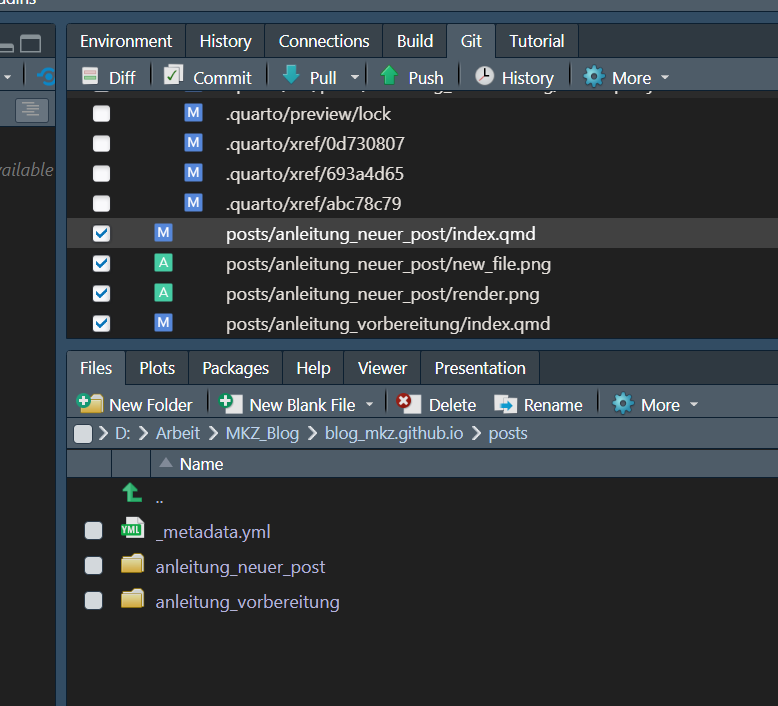 Environment History Connections Build Git Tutorial
Diff Commit Pull Push History More
M .quarto/preview/lock
M .quarto/xref/0d730807
vailable
M .quarto/xref/693a4d65
M .quarto/xref/abc78c79
M posts/anleitung_neuer_post/index.qmd
A posts/anleitung_neuer_post/new_file.png
A posts/anleitung_neuer_post/render.png
M posts/anleitung_vorbereitung/index.qmd
Files Plots Packages Help Viewer Presentation
New Folder New Blank File Delete Rename More
D: Arbeit MKZ_Blog blog_mkz.github.io posts
Name
..
YML _metadata.yml
anleitung_neuer_post
anleitung_vorbereitung